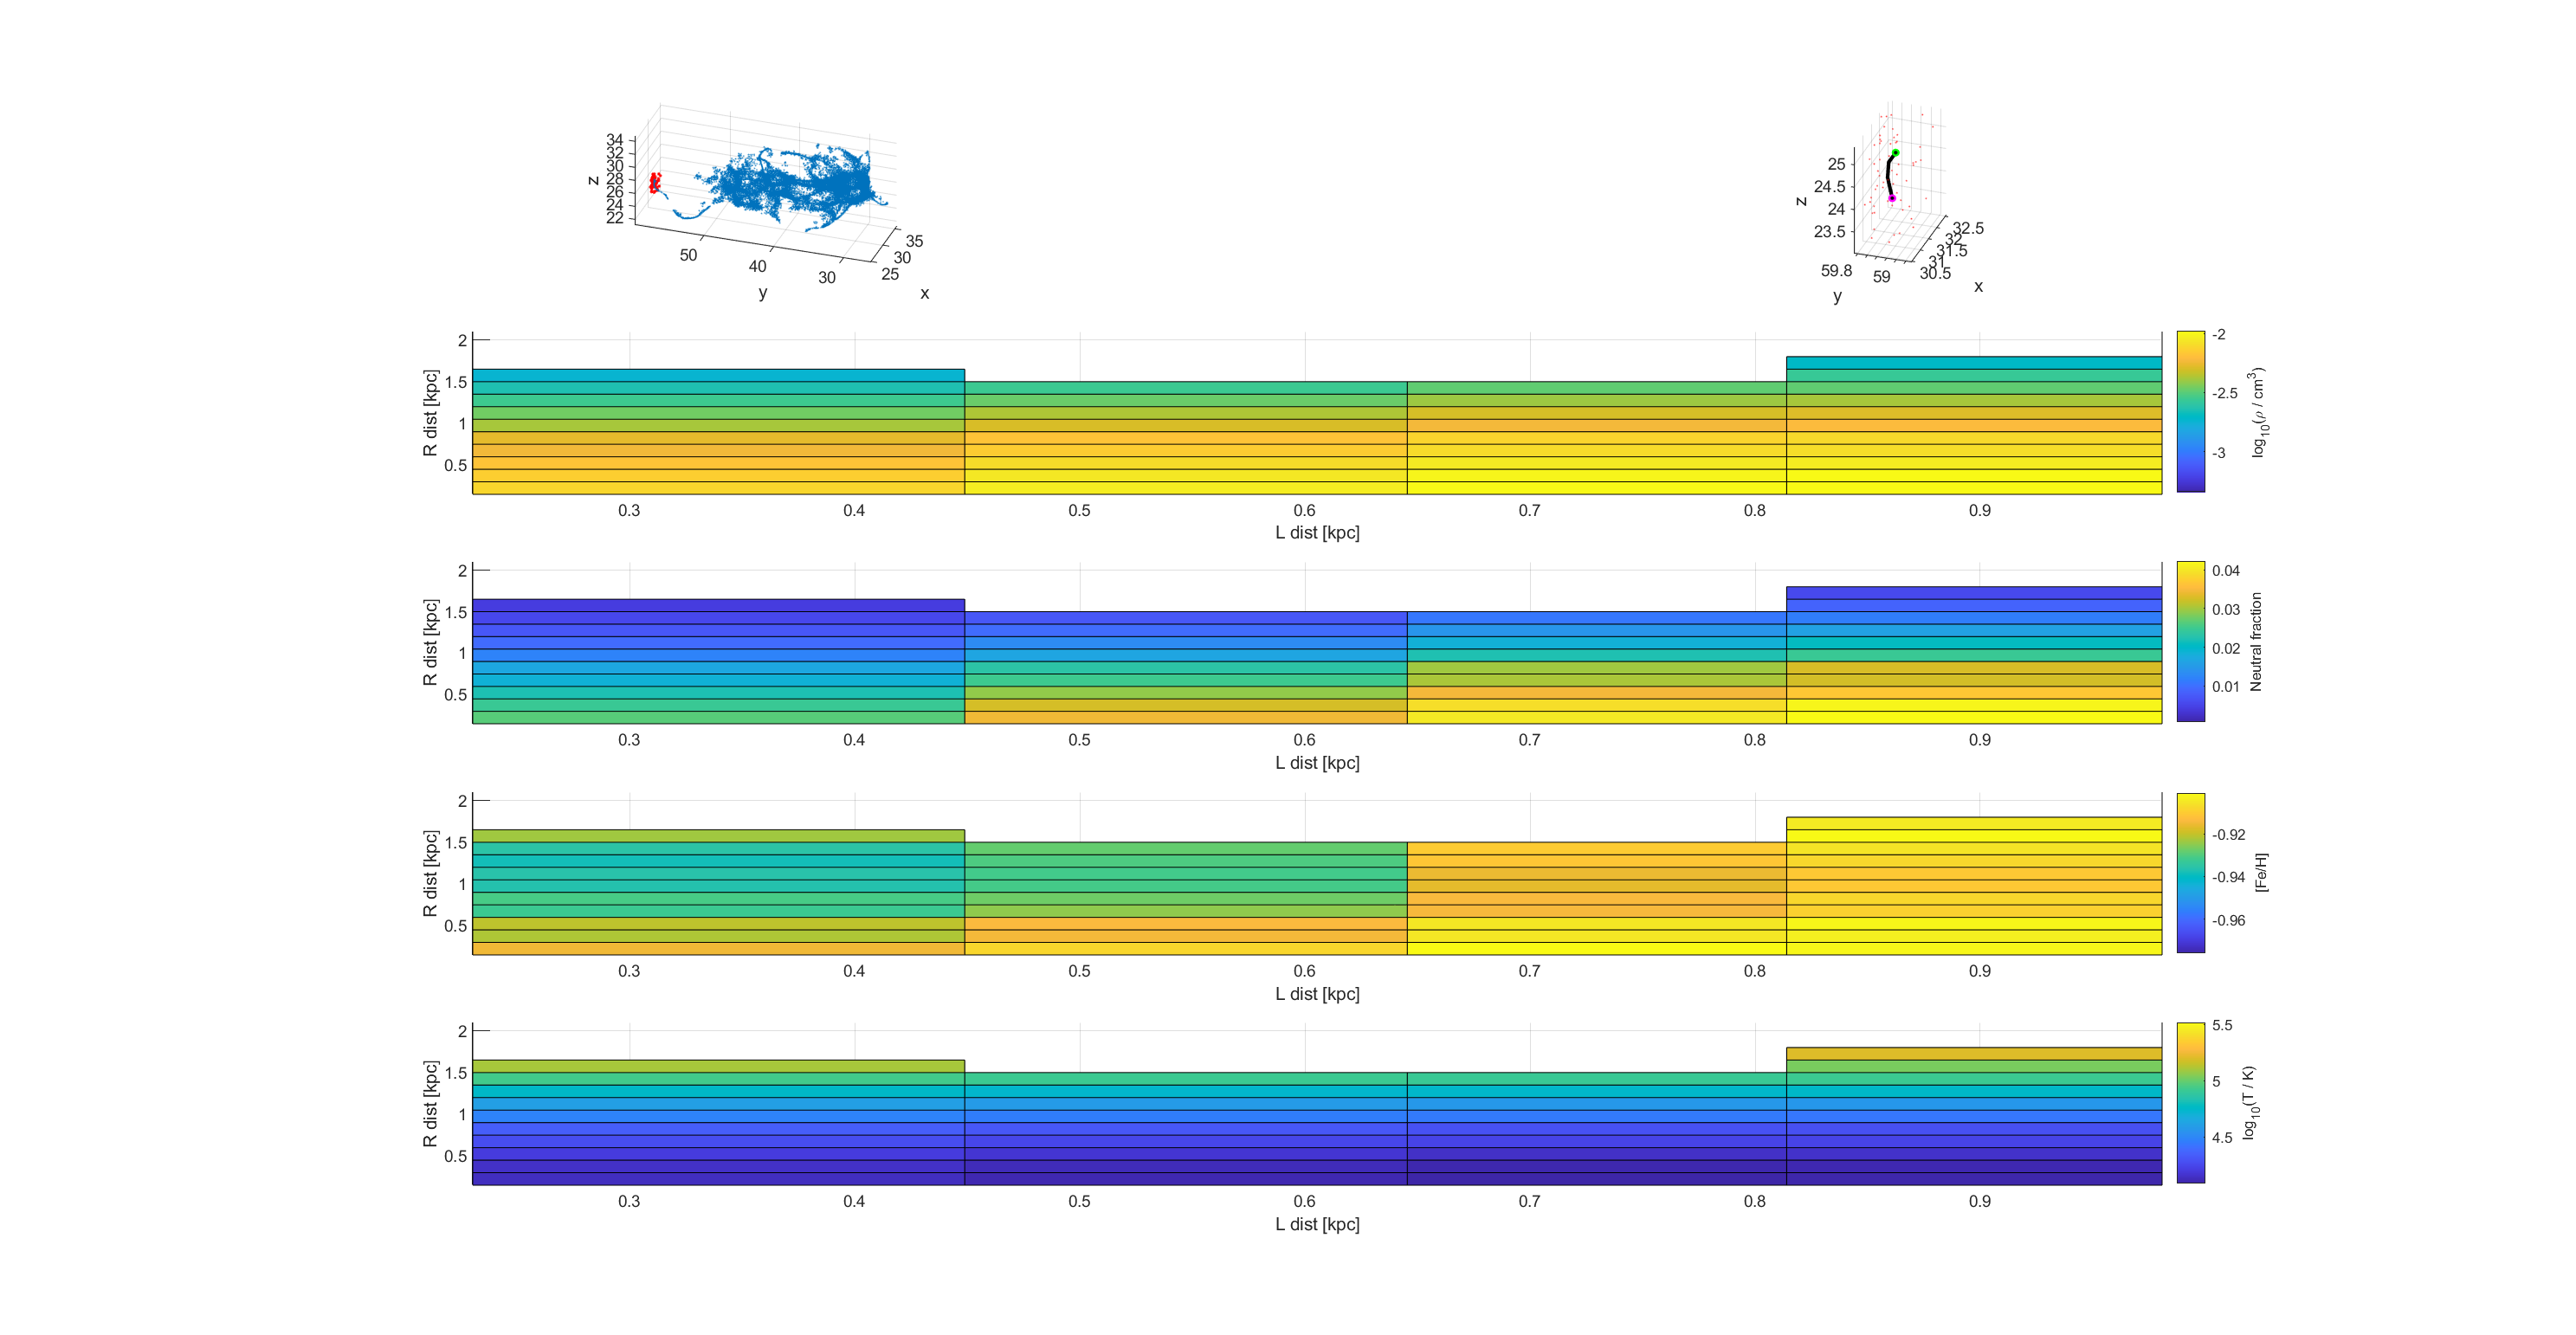 34
32
30
28
26
24
22
z
50
40
30
y
35
30
25
x
25
24.5
24
23.5
z
59.8
59
y
32.5
32
31.5
31
30.5
x
2
1.5
1
0.5
R dist [kpc]
0.3 0.4 0.5 0.6 0.7 0.8 0.9
L dist [kpc]
-2
-2.5
-3
log10(ρ / cm3)
2
1.5
1
0.5
R dist [kpc]
0.3 0.4 0.5 0.6 0.7 0.8 0.9
L dist [kpc]
0.04
0.03
0.02
0.01
Neutral fraction
2
1.5
1
0.5
R dist [kpc]
0.3 0.4 0.5 0.6 0.7 0.8 0.9
L dist [kpc]
-0.92
-0.94
-0.96
[Fe/H]
2
1.5
1
0.5
R dist [kpc]
0.3 0.4 0.5 0.6 0.7 0.8 0.9
L dist [kpc]
5.5
5
4.5
log10(T / K)